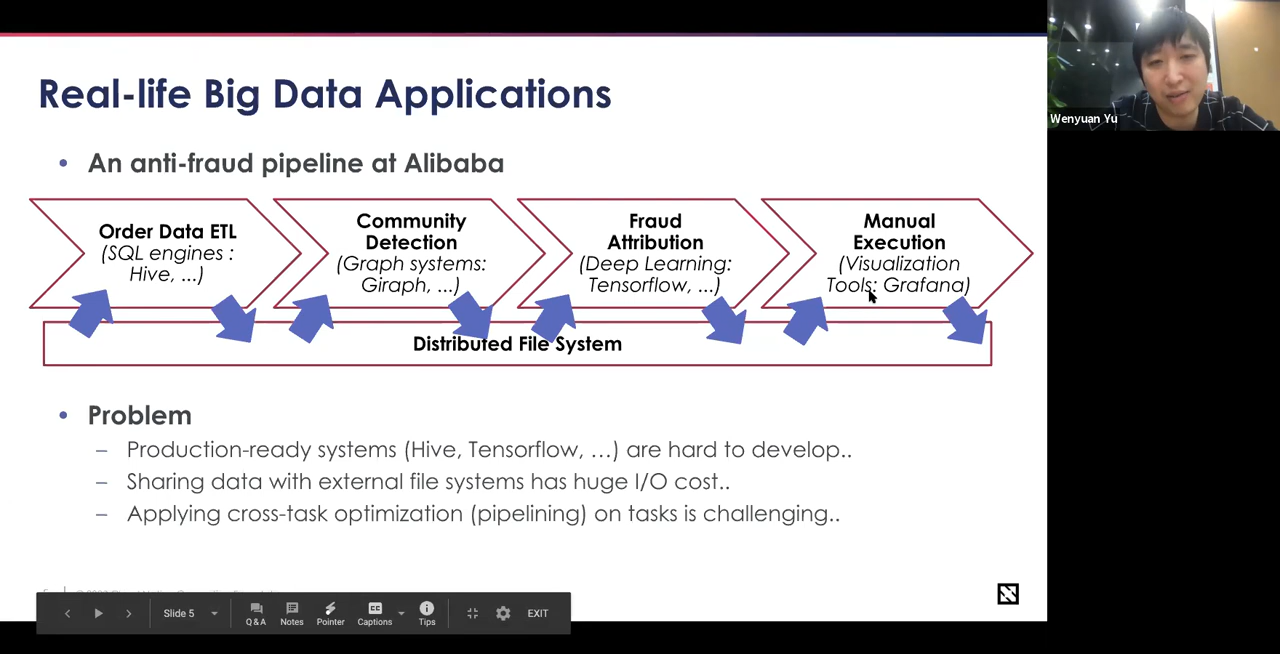 Real-life Big Data Applications
Wenyuan Yu
• An anti-fraud pipeline at Alibaba
Order Data ETL
(SQL engines :
Hive, ...)
Community
Detection
(Graph systems:
Giraph, ...)
Fraud
Attribution
(Deep Learning:
Tensorflow, ...)
Manual
Execution
(Visualization
Tools: Grafana)
Distributed File System
• Problem
– Production-ready systems (Hive, Tensorflow, …) are hard to develop..
– Sharing data with external file systems has huge I/O cost..
– Applying cross-task optimization (pipelining) on tasks is challenging..
Slide 5
Q&A
Notes
Pointer
CC
Captions
Tips
EXIT